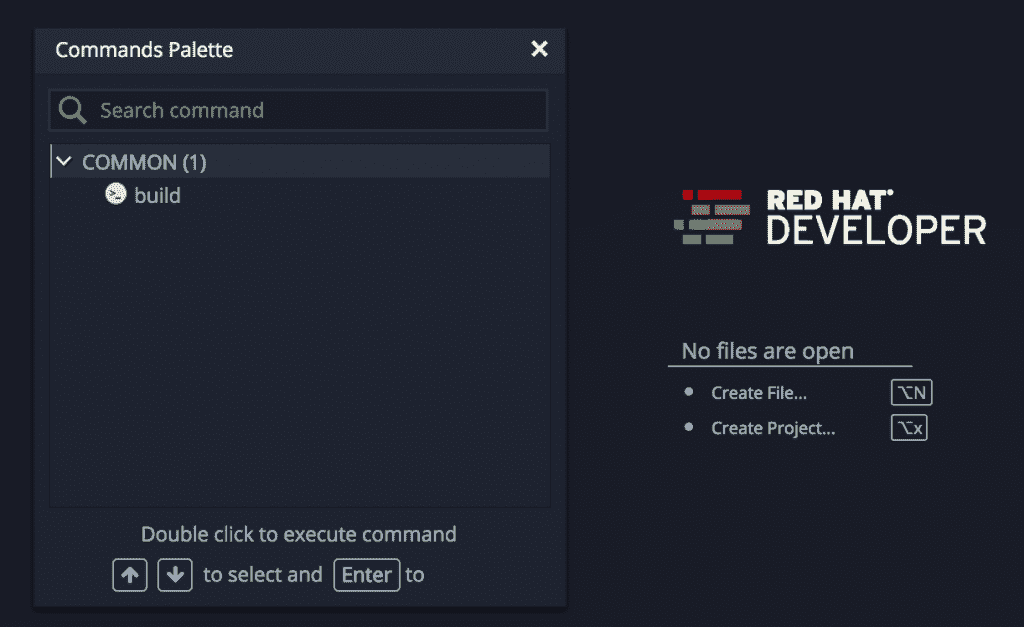 Commands Palette
Search command
COMMON (1)
build
Double click to execute command
to select and Enter to
RED HAT
DEVELOPER
No files are open
Create File... ⌥N
Create Project... ⌥x